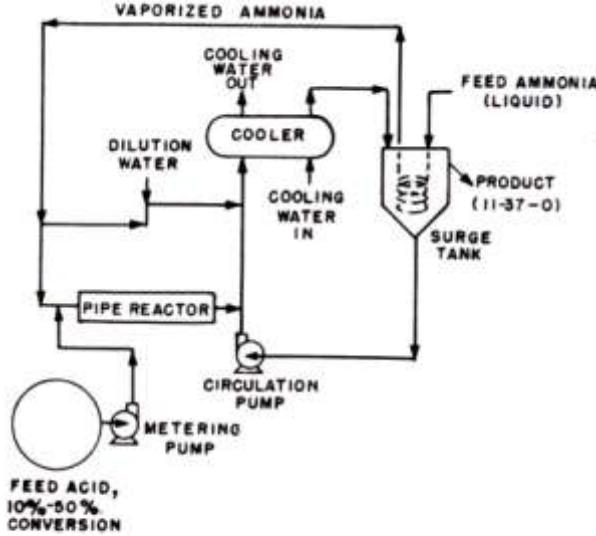 VAPORIZED AMMONIA
COOLING
WATER
OUT
FEED AMMONIA
(LIQUID)
COOLER
DILUTION
WATER
PRODUCT
(11-37-0)
COOLING
WATER
IN
SURGE
TANK
PIPE REACTOR
CIRCULATION
PUMP
METERING
PUMP
FEED ACID,
10%-50%.
CONVERSION